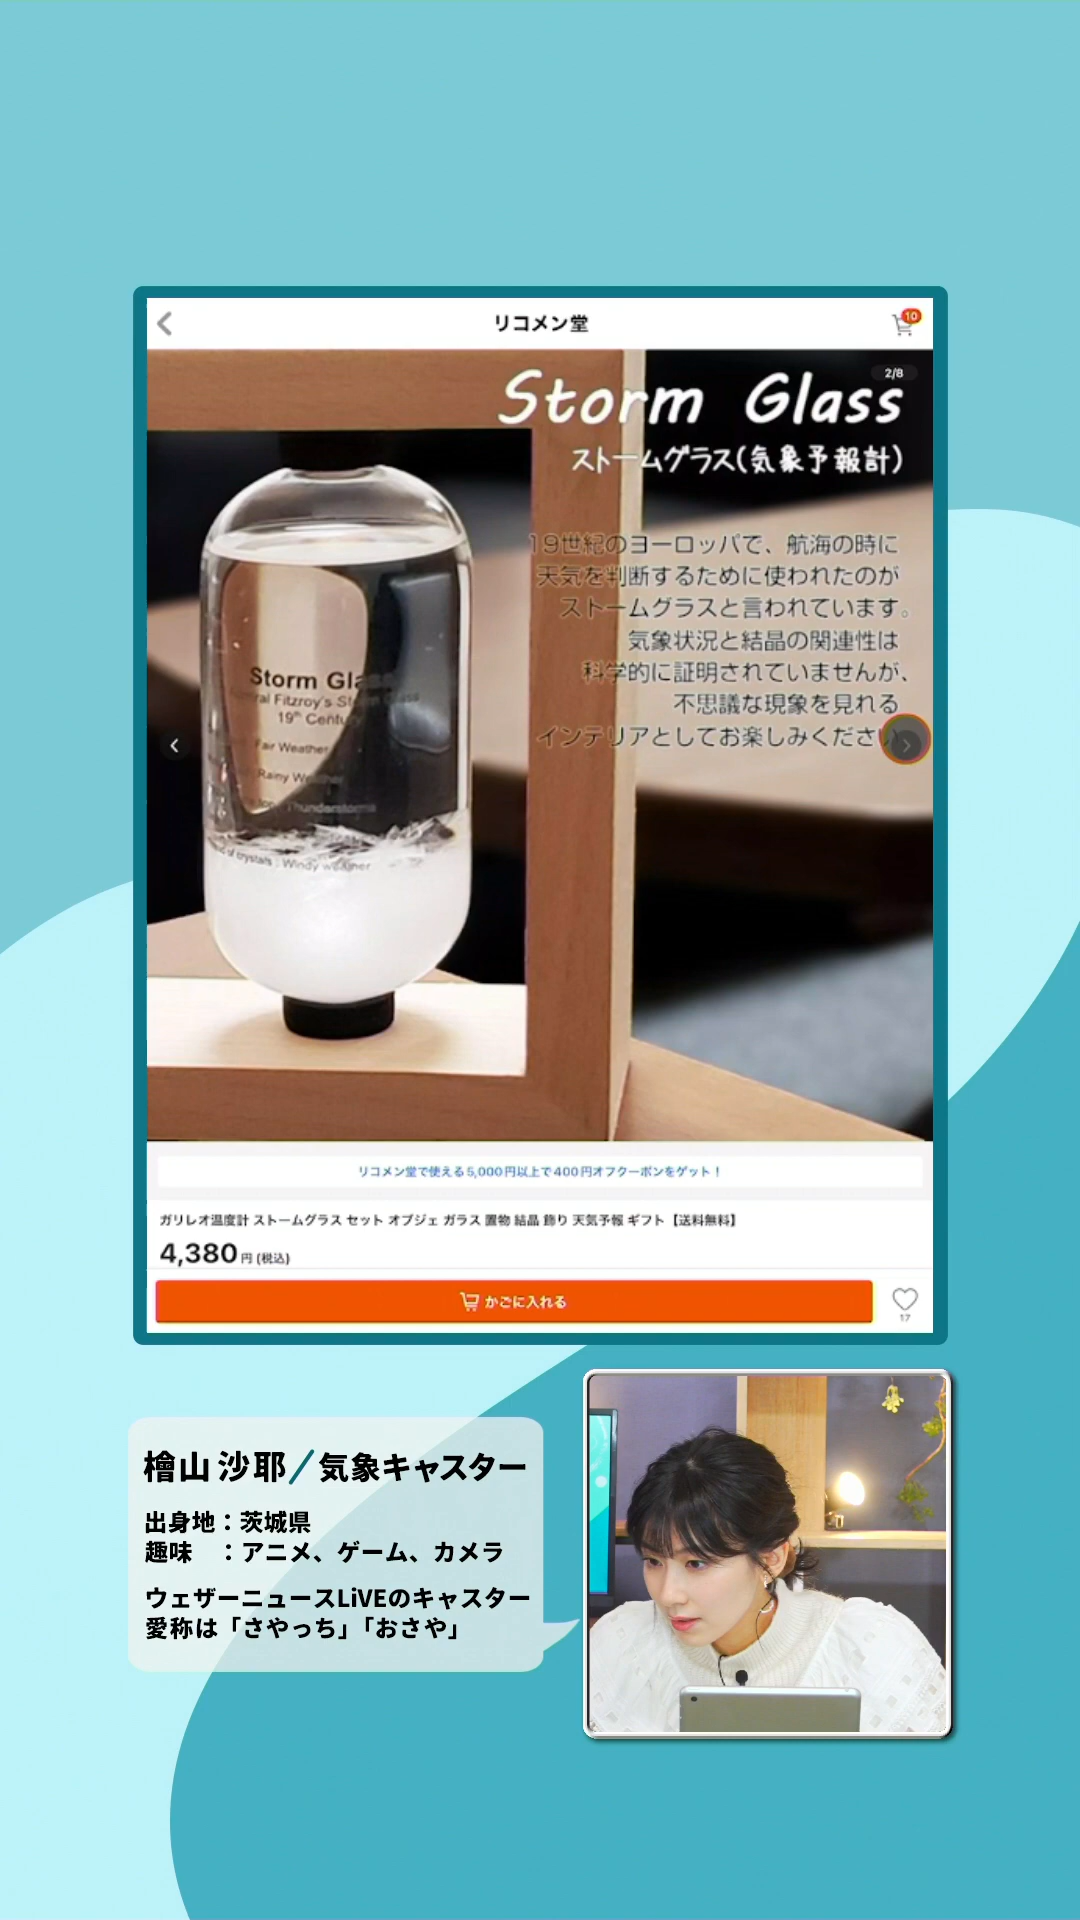 リコメン堂
10
2/8
Storm Glass
ストームグラス(気象予報計)
19世紀のヨーロッパで、航海の時に
天気を判断するために使われたのが
ストームグラスと言われています。
気象状況と結晶の関連性は
科学的に証明されていませんが、
不思議な現象を見れる
インテリアとしてお楽しみください
Storm Gla
Fitzroy's St
19th Century
Fair Weather
Rainy Weather
Thunderstorms
of crystals : Windy weather
リコメン堂で使える5,000円以上で400円オフクーポンをゲット！
ガリレオ温度計 ストームグラス セット オブジェ ガラス 置物 結晶 飾り 天気予報 ギフト【送料無料】
4,380円(税込)
かごに入れる
17
檜山 沙耶／気象キャスター
出身地：茨城県
趣味　：アニメ、ゲーム、カメラ
ウェザーニュースLiVEのキャスター
愛称は「さやっち」「おさや」